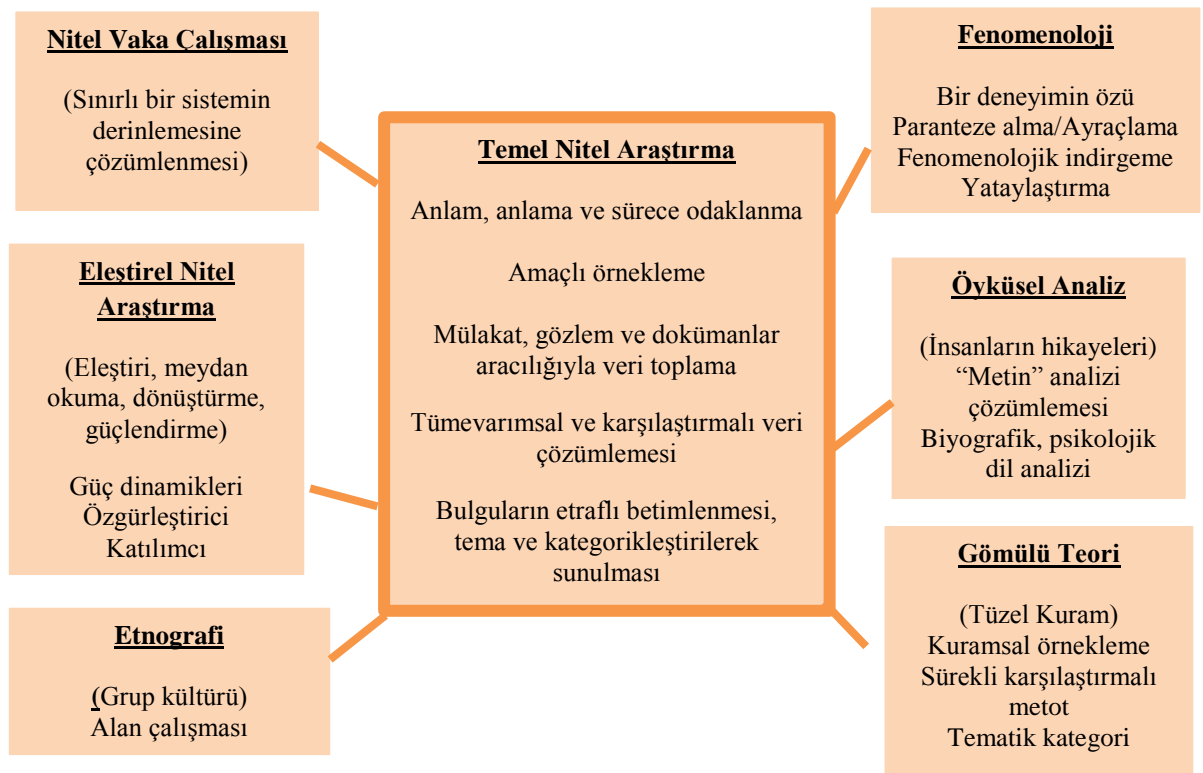 Nitel Vaka Çalışması
(Sınırlı bir sistemin
derinlemesine
çözümlenmesi)
Eleştirel Nitel
Araştırma
(Eleştiri, meydan
okuma, dönüştürme,
güçlendirme)
Güç dinamikleri
Özgürleştirici
Katılımcı
Etnografi
(Grup kültürü)
Alan çalışması
Temel Nitel Araştırma
Anlam, anlama ve sürece odaklanma
Amaçlı örnekleme
Mülakat, gözlem ve dokümanlar
aracılığıyla veri toplama
Tümevarımsal ve karşılaştırmalı veri
çözümlemesi
Bulguların etraflı betimlenmesi,
tema ve kategorikleştirilerek
sunulması
Fenomenoloji
Bir deneyimin özü
Paranteze alma/Ayraçlama
Fenomenolojik indirgeme
Yataylaştırma
Öyküsel Analiz
(İnsanların hikayeleri)
“Metin” analizi
çözümlemesi
Biyografik, psikolojik
dil analizi
Gömülü Teori
(Tüzel Kuram)
Kuramsal örnekleme
Sürekli karşılaştırmalı
metot
Tematik kategori